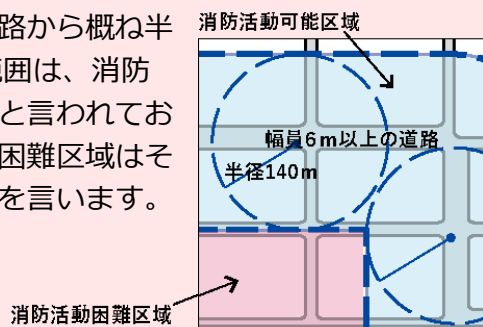 路から概ね半
範囲は、消防
と言われてお
困難区域はそ
を言います。
消防活動可能区域
幅員6m以上の道路
半径140m
消防活動困難区域